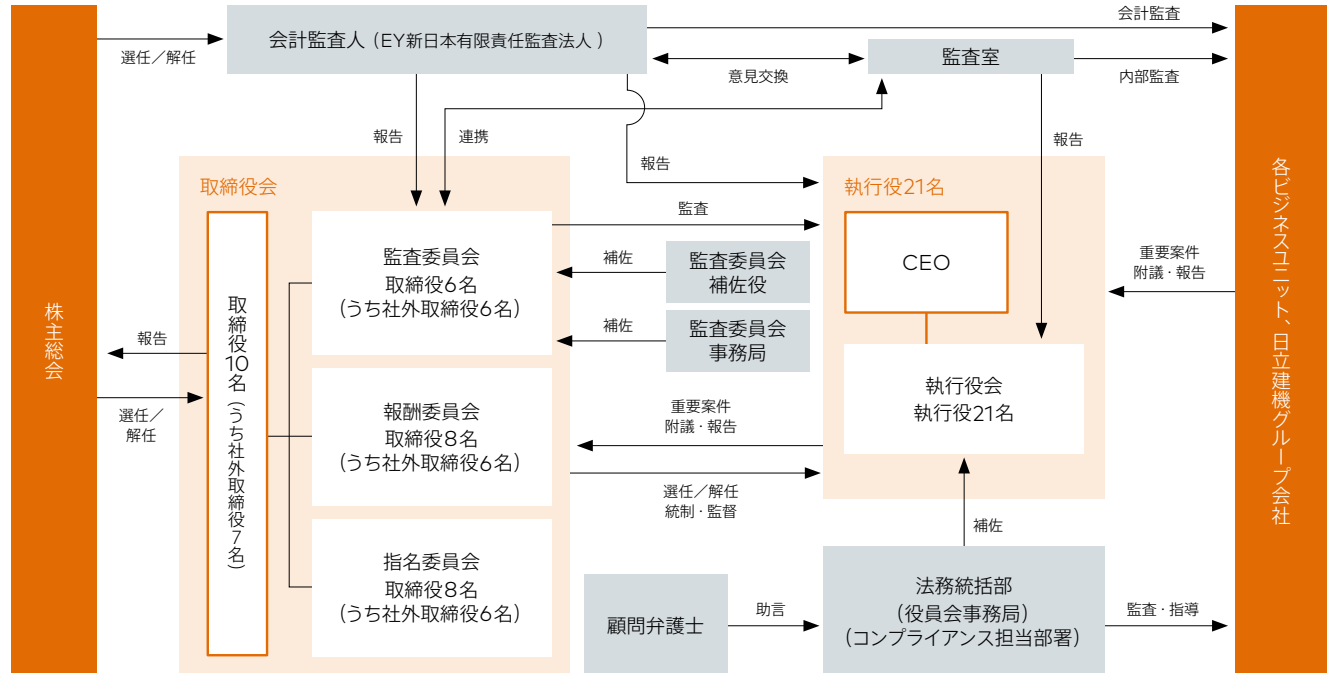 株主総会
選任／解任
会計監査人（EY新日本有限責任監査法人）
会計監査
意見交換
監査室
内部監査
報告
連携
報告
報告
取締役会
取締役10名（うち社外取締役7名）
監査委員会
取締役6名
（うち社外取締役6名）
報酬委員会
取締役8名
（うち社外取締役6名）
指名委員会
取締役8名
（うち社外取締役6名）
報告
選任／
解任
監査
補佐
監査委員会
補佐役
補佐
監査委員会
事務局
重要案件
附議・報告
選任／解任
統制・監督
執行役21名
CEO
執行役会
執行役21名
重要案件
附議・報告
補佐
顧問弁護士
助言
法務統括部
（役員会事務局）
（コンプライアンス担当部署）
監査・指導
各ビジネスユニット、日立建機グループ会社